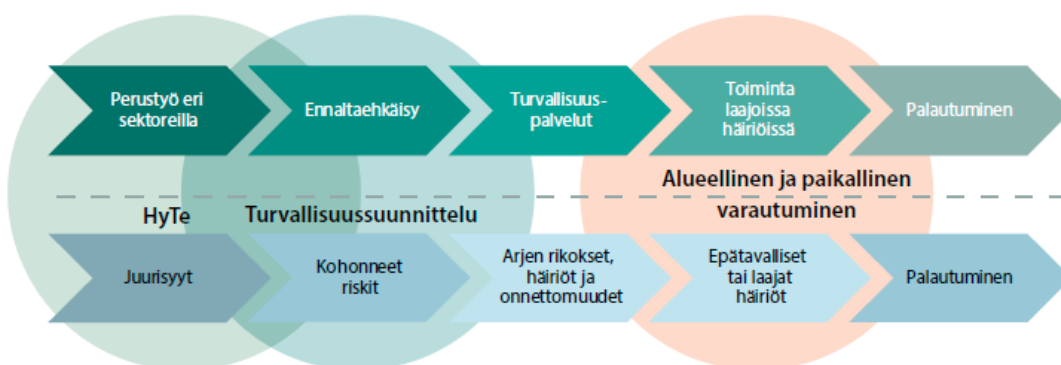 Perustyö eri
sektoreilla
Ennaltaehkäisy
Turvallisuus-
palvelut
Toiminta
laajoissa
häiriöissä
Palautuminen
HyTe
Turvallisuussuunnittelu
Alueellinen ja paikallinen
varautuminen
Juurisyyt
Kohonneet
riskit
Arjen rikokset,
häiriöt ja
onnettomuudet
Epätavalliset
tai laajat
häiriöt
Palautuminen